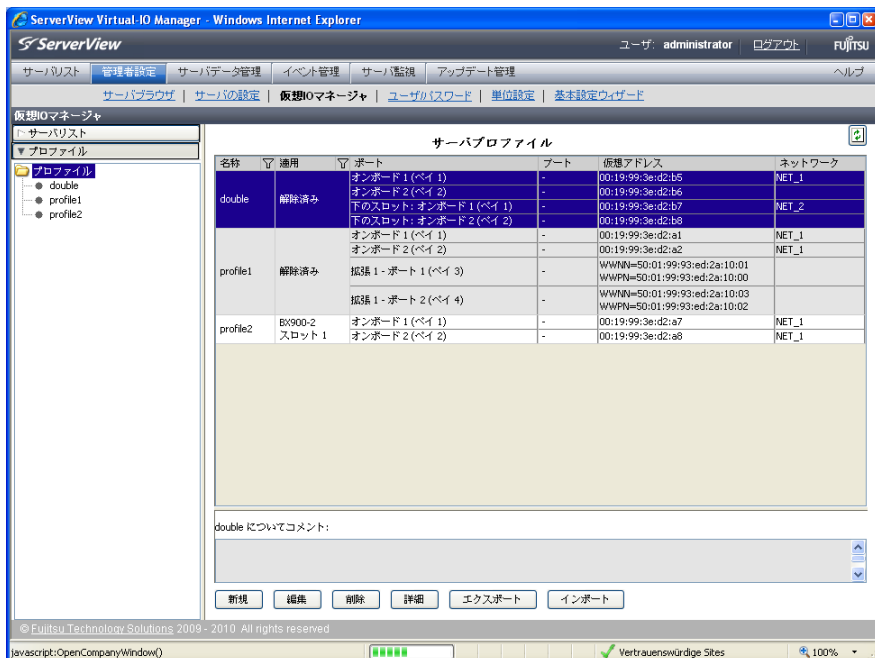 ServerView Virtual-IO Manager - Windows Internet Explorer
ServerView
ユーザ: administrator ログアウト FUJITSU
サーバリスト 管理者設定 サーバデータ管理 イベント管理 サーバ監視 アップデート管理 ヘルプ
サーバブラウザ | サーバの設定 | 仮想IOマネージャ | ユーザ/パスワード | 単位設定 | 基本設定ウィザード
仮想IOマネージャ
サーバリスト
プロファイル
プロファイル
double
profile1
profile2
サーバプロファイル
名称 適用 ポート ブート 仮想アドレス ネットワーク
double 解除済み
オンボード 1 (ベイ 1) - 00:19:99:3e:d2:b5 NET_1
オンボード 2 (ベイ 2) - 00:19:99:3e:d2:b6
下のスロット: オンボード 1 (ベイ 1) - 00:19:99:3e:d2:b7 NET_2
下のスロット: オンボード 2 (ベイ 2) - 00:19:99:3e:d2:b8
profile1 解除済み
オンボード 1 (ベイ 1) - 00:19:99:3e:d2:a1 NET_1
オンボード 2 (ベイ 2) - 00:19:99:3e:d2:a2 NET_1
拡張 1 - ポート 1 (ベイ 3) - WWNN=50:01:99:93:ed:2a:10:01
WWPN=50:01:99:93:ed:2a:10:00
拡張 1 - ポート 2 (ベイ 4) - WWNN=50:01:99:93:ed:2a:10:03
WWPN=50:01:99:93:ed:2a:10:02
profile2 BX900-2 スロット 1
オンボード 1 (ベイ 1) - 00:19:99:3e:d2:a7 NET_1
オンボード 2 (ベイ 2) - 00:19:99:3e:d2:a8 NET_1
double についてコメント:
新規 編集 削除 詳細 エクスポート インポート
© Fujitsu Technology Solutions 2009 - 2010 All rights reserved
javascript:OpenCompanyWindow() Vertrauenswürdige Sites 100%